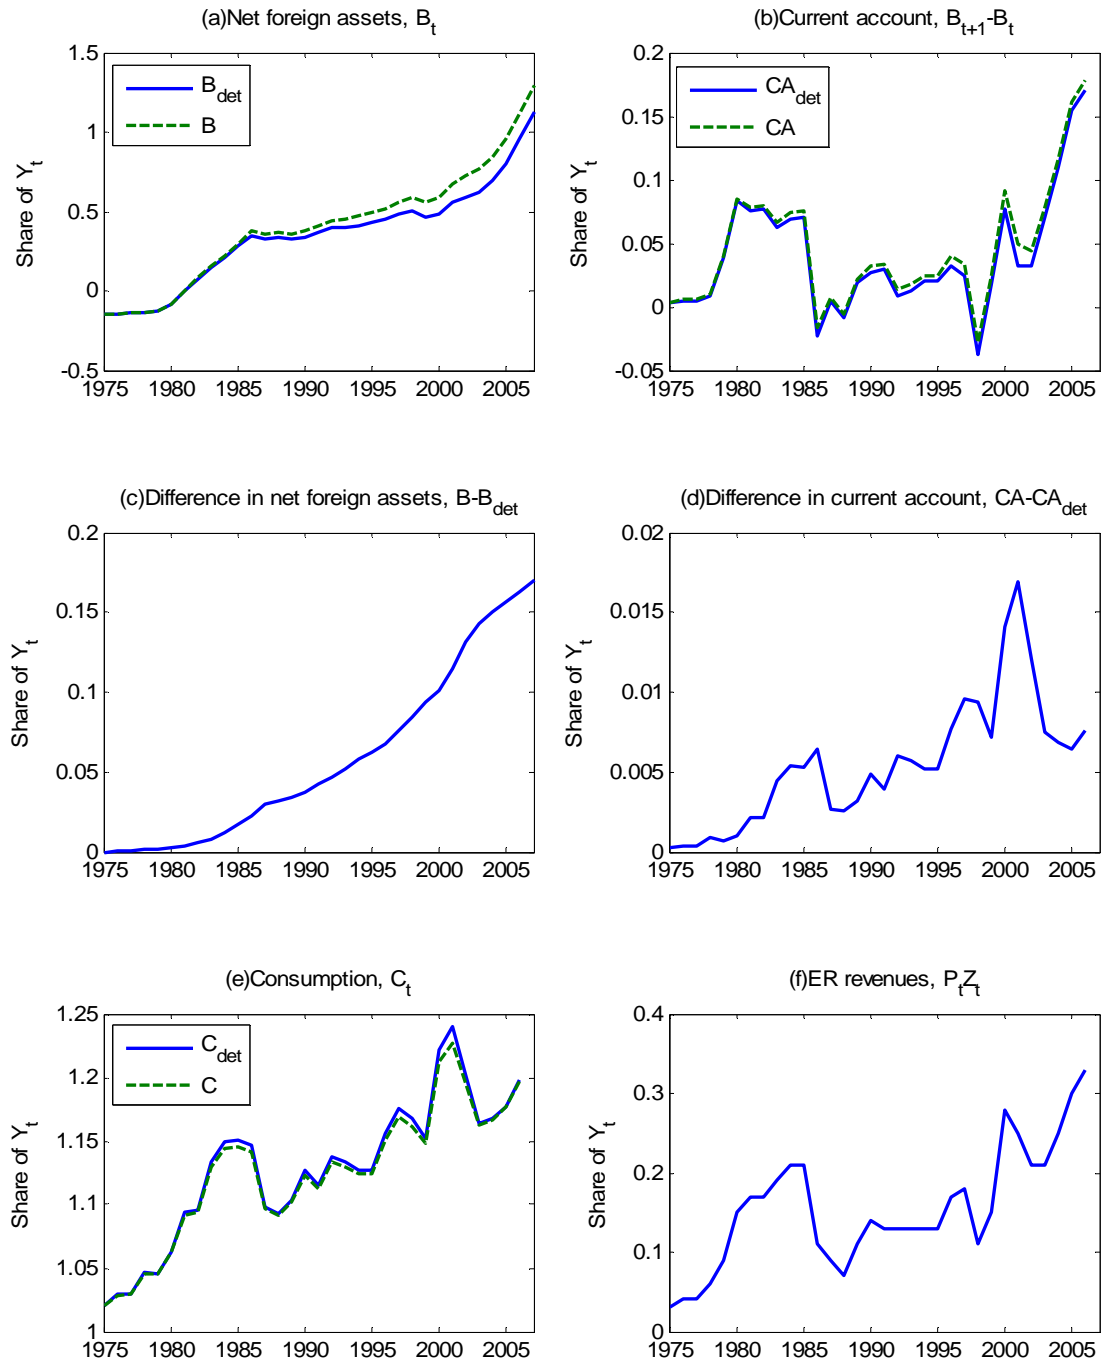 (a)Net foreign assets, B_t
1.5
1
0.5
0
-0.5
Share of Y_t
B_det
B
1975 1980 1985 1990 1995 2000 2005
(b)Current account, B_t+1-B_t
0.2
0.15
0.1
0.05
0
-0.05
Share of Y_t
CA_det
CA
1975 1980 1985 1990 1995 2000 2005
(c)Difference in net foreign assets, B-B_det
0.2
0.15
0.1
0.05
0
Share of Y_t
1975 1980 1985 1990 1995 2000 2005
(d)Difference in current account, CA-CA_det
0.02
0.015
0.01
0.005
0
Share of Y_t
1975 1980 1985 1990 1995 2000 2005
(e)Consumption, C_t
1.25
1.2
1.15
1.1
1.05
1
Share of Y_t
C_det
C
1975 1980 1985 1990 1995 2000 2005
(f)ER revenues, P_tZ_t
0.4
0.3
0.2
0.1
0
Share of Y_t
1975 1980 1985 1990 1995 2000 2005